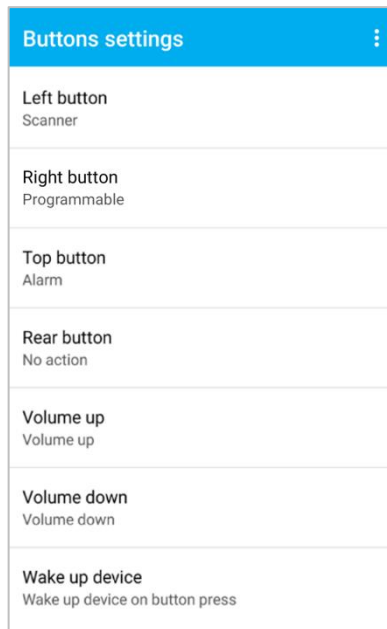 Buttons settings
Left button
Scanner
Right button
Programmable
Top button
Alarm
Rear button
No action
Volume up
Volume up
Volume down
Volume down
Wake up device
Wake up device on button press